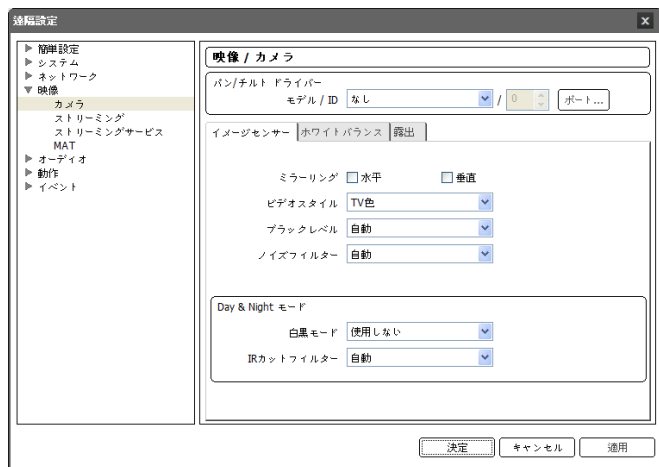 遠隔設定
簡単設定
システム
ネットワーク
映像
カメラ
ストリーミング
ストリーミングサービス
MAT
オーディオ
動作
イベント
映像 / カメラ
パン/チルト ドライバー
モデル / ID なし / 0 ポート...
イメージセンサー ホワイトバランス 露出
ミラーリング 水平 垂直
ビデオスタイル TV色
ブラックレベル 自動
ノイズフィルター 自動
Day & Night モード
白黒モード 使用しない
IRカットフィルター 自動
決定 キャンセル 適用